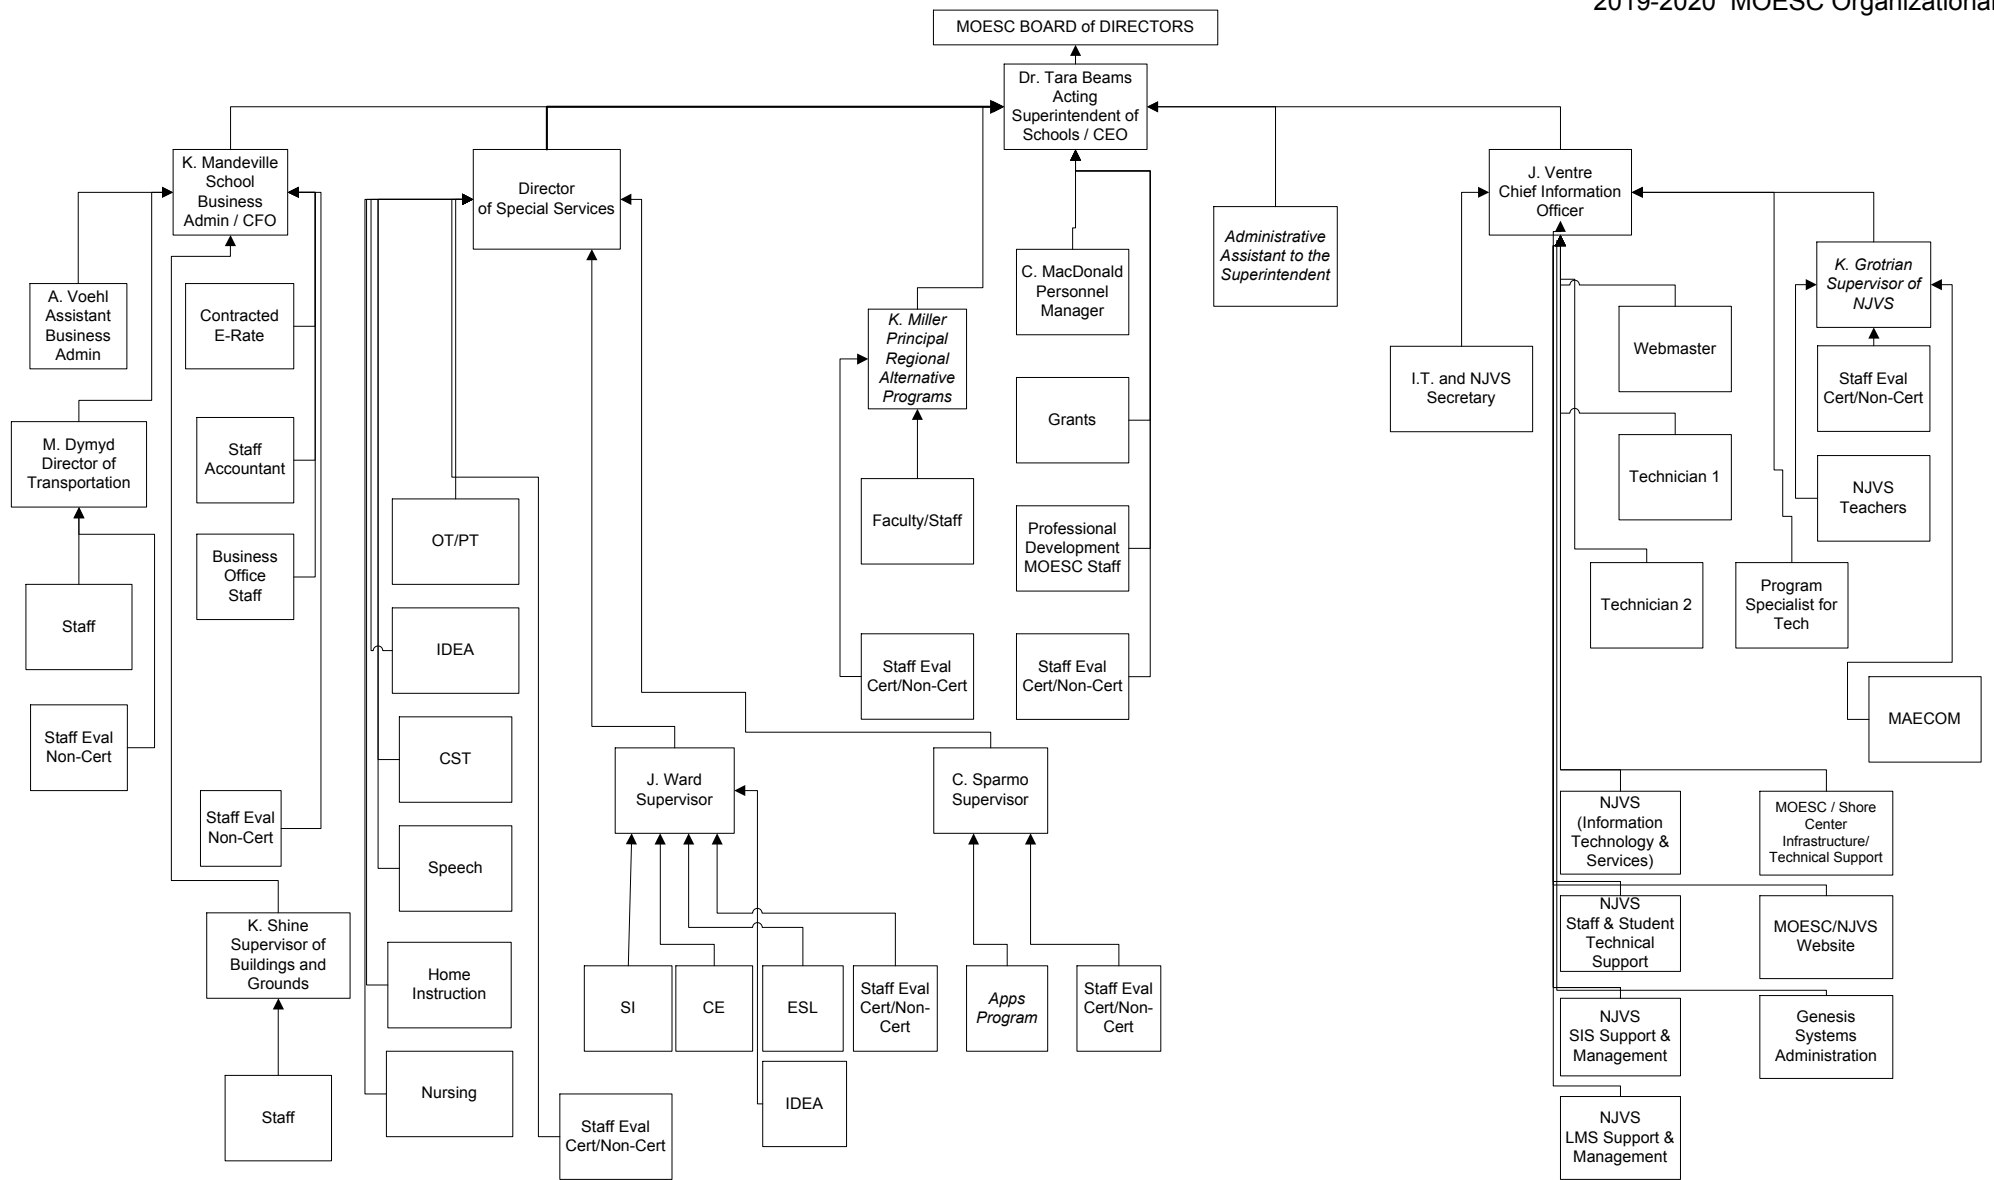 2019-2020 MOESC Organizational
MOESC BOARD of DIRECTORS
Dr. Tara Beams
Acting
Superintendent of
Schools / CEO
K. Mandeville
School
Business
Admin / CFO
Director
of Special Services
J. Ventre
Chief Information
Officer
Administrative
Assistant to the
Superintendent
C. MacDonald
Personnel
Manager
K. Grotrian
Supervisor of
NJVS
A. Voehl
Assistant
Business
Admin
Contracted
E-Rate
K. Miller
Principal
Regional
Alternative
Programs
Webmaster
I.T. and NJVS
Secretary
Staff Eval
Cert/Non-Cert
Grants
M. Dymyd
Director of
Transportation
Staff
Accountant
Technician 1
NJVS
Teachers
OT/PT
Faculty/Staff
Professional
Development
MOESC Staff
Business
Office
Staff
Technician 2
Program
Specialist for
Tech
Staff
IDEA
Staff Eval
Cert/Non-Cert
Staff Eval
Cert/Non-Cert
MAECOM
Staff Eval
Non-Cert
CST
J. Ward
Supervisor
C. Sparmo
Supervisor
Staff Eval
Non-Cert
NJVS
(Information
Technology &
Services)
MOESC / Shore
Center
Infrastructure/
Technical Support
Speech
K. Shine
Supervisor of
Buildings and
Grounds
NJVS
Staff & Student
Technical
Support
MOESC/NJVS
Website
Home
Instruction
SI
CE
ESL
Staff Eval
Cert/Non-
Cert
Apps
Program
Staff Eval
Cert/Non-
Cert
NJVS
SIS Support &
Management
Genesis
Systems
Administration
Staff
Nursing
Staff Eval
Cert/Non-Cert
IDEA
NJVS
LMS Support &
Management